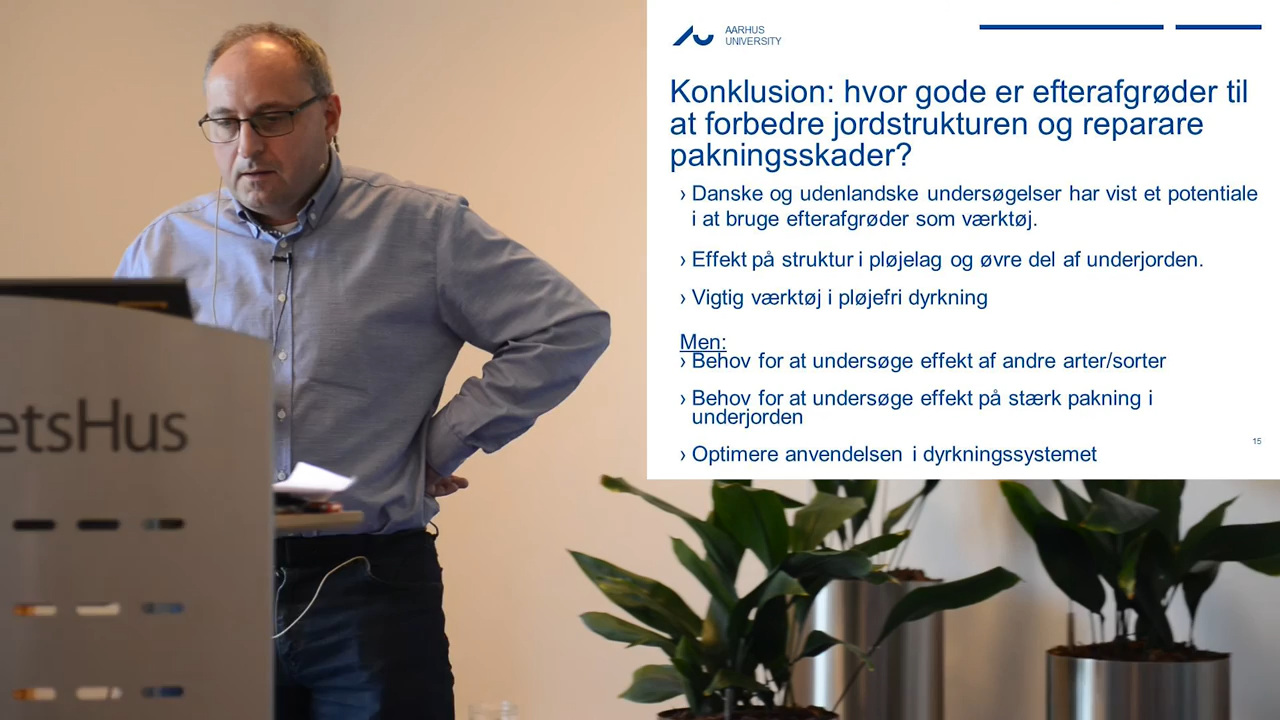 AARHUS
UNIVERSITY
Konklusion: hvor gode er efterafgrøder til
at forbedre jordstrukturen og reparare
pakningsskader?
› Danske og udenlandske undersøgelser har vist et potentiale
i at bruge efterafgrøder som værktøj.
› Effekt på struktur i pløjelag og øvre del af underjorden.
› Vigtig værktøj i pløjefri dyrkning
Men:
› Behov for at undersøge effekt af andre arter/sorter
› Behov for at undersøge effekt på stærk pakning i
underjorden
› Optimere anvendelsen i dyrkningssystemet
15
etsHus